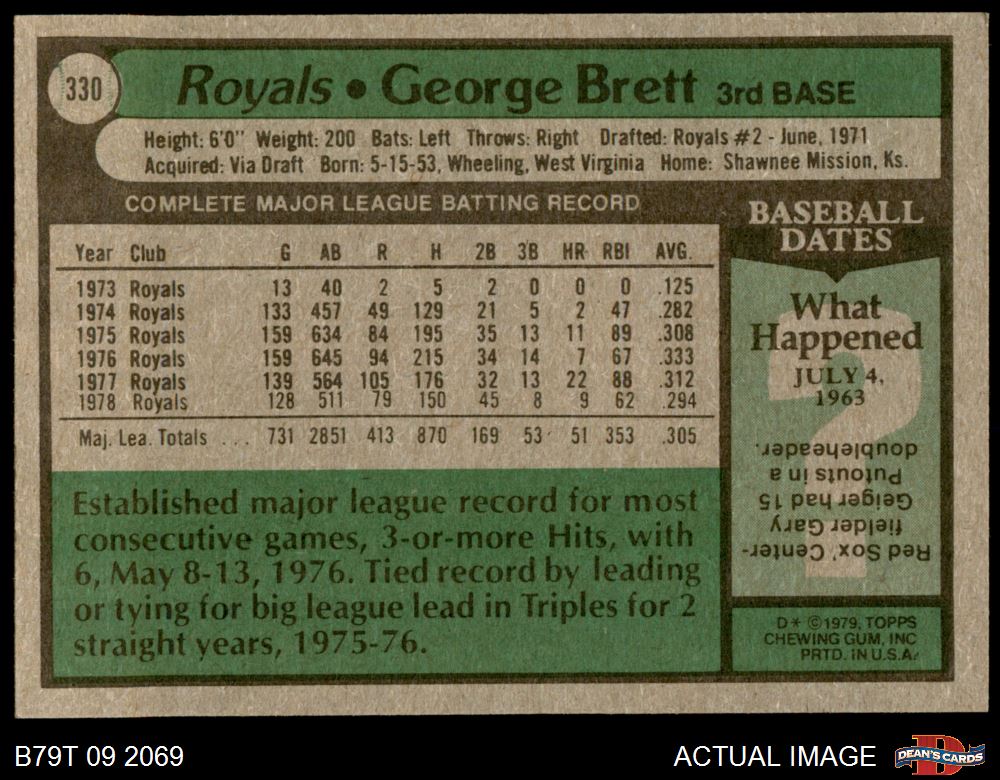 330
Royals • George Brett 3rd BASE
Height: 6'0" Weight: 200 Bats: Left Throws: Right Drafted: Royals #2 - June, 1971
Acquired: Via Draft Born: 5-15-53, Wheeling, West Virginia Home: Shawnee Mission, Ks.
COMPLETE MAJOR LEAGUE BATTING RECORD
Year Club G AB R H 2B 3B HR RBI AVG.
1973 Royals 13 40 2 5 2 0 0 0 .125
1974 Royals 133 457 49 129 21 5 2 47 .282
1975 Royals 159 634 84 195 35 13 11 89 .308
1976 Royals 159 645 94 215 34 14 7 67 .333
1977 Royals 139 564 105 176 32 13 22 88 .312
1978 Royals 128 511 79 150 45 8 9 62 .294
Maj. Lea. Totals ... 731 2851 413 870 169 53 51 353 .305
Established major league record for most
consecutive games, 3-or-more Hits, with
6, May 8-13, 1976. Tied record by leading
or tying for big league lead in Triples for 2
straight years, 1975-76.
BASEBALL
DATES
What
Happened
JULY 4,
1963
?
Red Sox' Center-
fielder Gary
Geiger had 15
Putouts in a
doubleheader.
D* ©1979, TOPPS
CHEWING GUM, INC
PRTD. IN U.S.A.
B79T 09 2069
ACTUAL IMAGE
D
DEAN'S CARDS